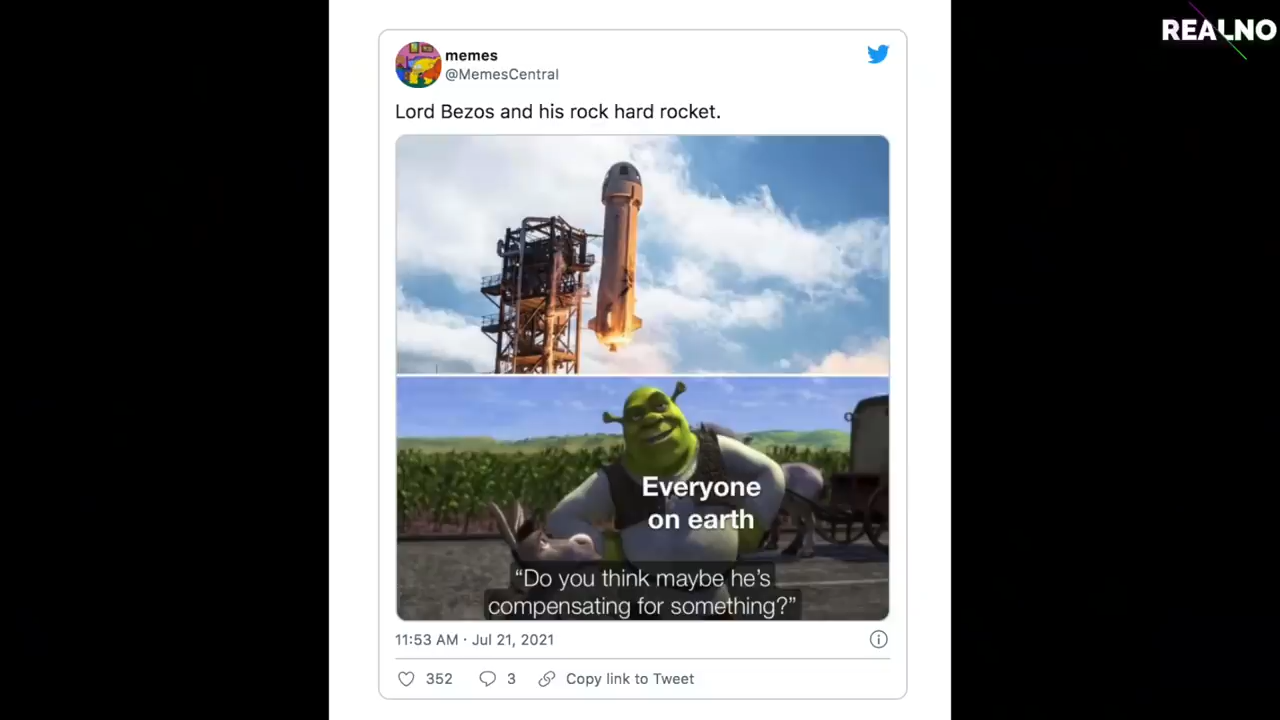 REALNO
memes
@MemesCentral
Lord Bezos and his rock hard rocket.
Everyone
on earth
“Do you think maybe he’s
compensating for something?”
11:53 AM · Jul 21, 2021
352
3
Copy link to Tweet